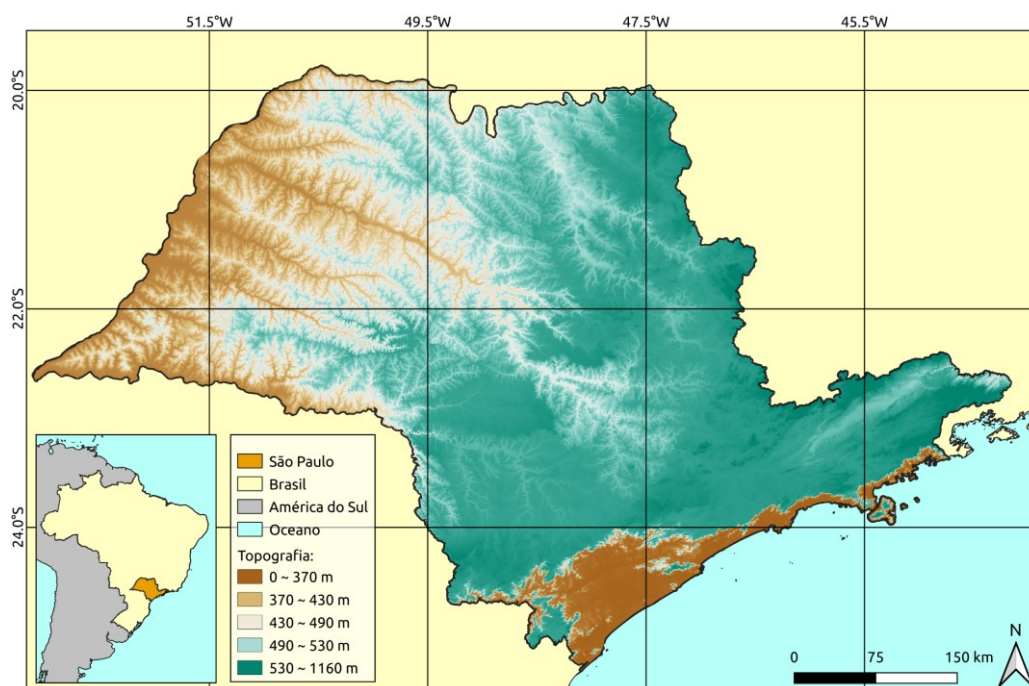 51.5°W 49.5°W 47.5°W 45.5°W
20.0°S
22.0°S
24.0°S
São Paulo
Brasil
América do Sul
Oceano
Topografia:
0 ~ 370 m
370 ~ 430 m
430 ~ 490 m
490 ~ 530 m
530 ~ 1160 m
N
0 75 150 km